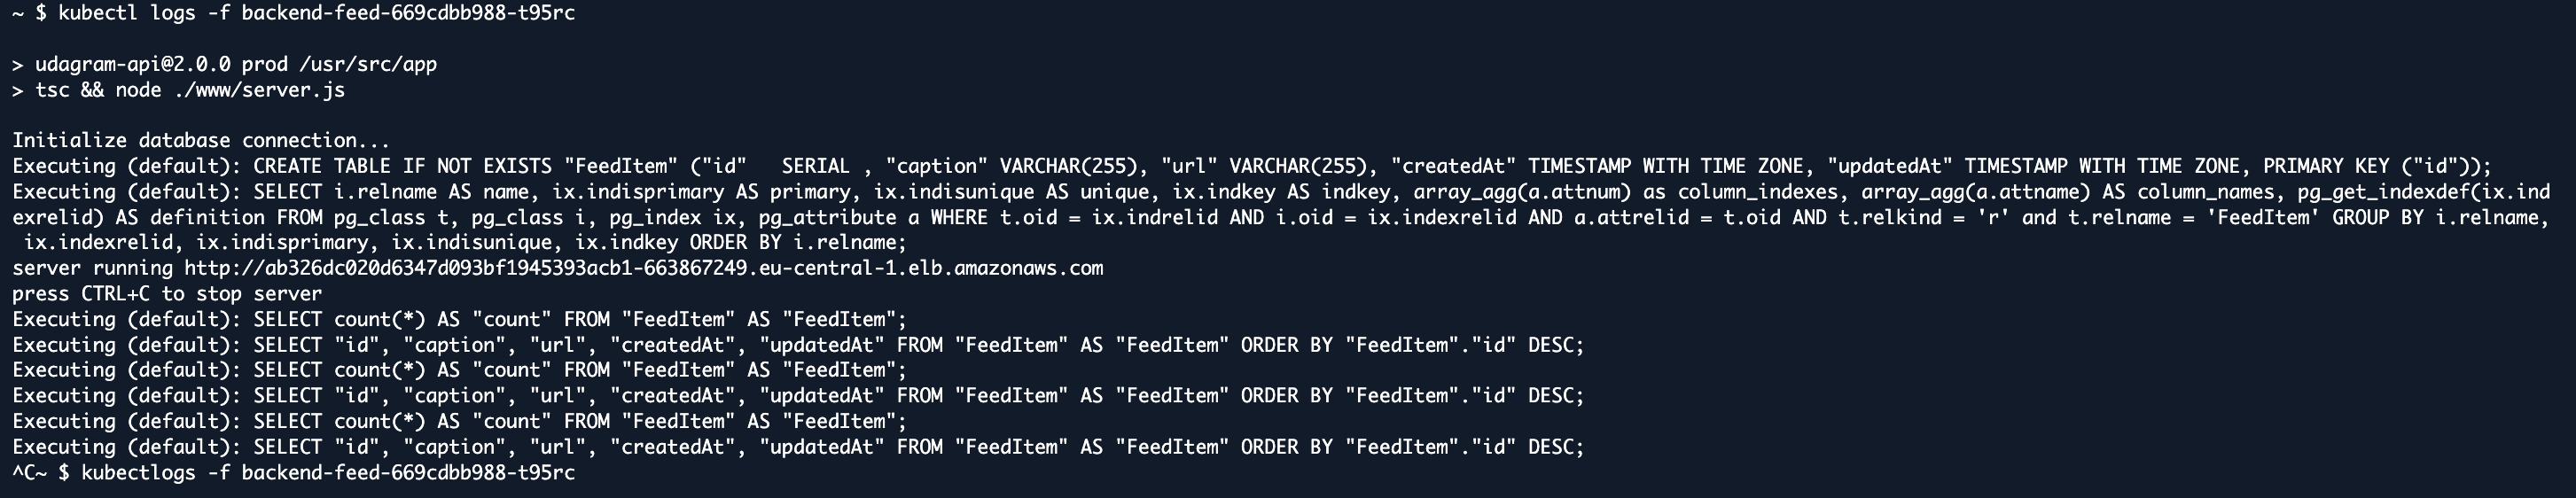 ~ $ kubectl logs -f backend-feed-669cdbb988-t95rc
> udagram-api@2.0.0 prod /usr/src/app
> tsc && node ./www/server.js
Initialize database connection...
Executing (default): CREATE TABLE IF NOT EXISTS "FeedItem" ("id"   SERIAL , "caption" VARCHAR(255), "url" VARCHAR(255), "createdAt" TIMESTAMP WITH TIME ZONE, "updatedAt" TIMESTAMP WITH TIME ZONE, PRIMARY KEY ("id"));
Executing (default): SELECT i.relname AS name, ix.indisprimary AS primary, ix.indisunique AS unique, ix.indkey AS indkey, array_agg(a.attnum) as column_indexes, array_agg(a.attname) AS column_names, pg_get_indexdef(ix.ind
exrelid) AS definition FROM pg_class t, pg_class i, pg_index ix, pg_attribute a WHERE t.oid = ix.indrelid AND i.oid = ix.indexrelid AND a.attrelid = t.oid AND t.relkind = 'r' and t.relname = 'FeedItem' GROUP BY i.relname,
 ix.indexrelid, ix.indisprimary, ix.indisunique, ix.indkey ORDER BY i.relname;
server running http://ab326dc020d6347d093bf1945393acb1-663867249.eu-central-1.elb.amazonaws.com
press CTRL+C to stop server
Executing (default): SELECT count(*) AS "count" FROM "FeedItem" AS "FeedItem";
Executing (default): SELECT "id", "caption", "url", "createdAt", "updatedAt" FROM "FeedItem" AS "FeedItem" ORDER BY "FeedItem"."id" DESC;
Executing (default): SELECT count(*) AS "count" FROM "FeedItem" AS "FeedItem";
Executing (default): SELECT "id", "caption", "url", "createdAt", "updatedAt" FROM "FeedItem" AS "FeedItem" ORDER BY "FeedItem"."id" DESC;
Executing (default): SELECT count(*) AS "count" FROM "FeedItem" AS "FeedItem";
Executing (default): SELECT "id", "caption", "url", "createdAt", "updatedAt" FROM "FeedItem" AS "FeedItem" ORDER BY "FeedItem"."id" DESC;
^C~ $ kubectlogs -f backend-feed-669cdbb988-t95rc